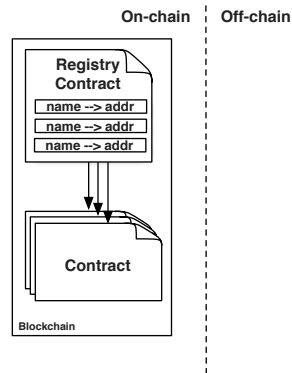 On-chain
Off-chain
Registry
Contract
name --> addr
name --> addr
name --> addr
Contract
Blockchain